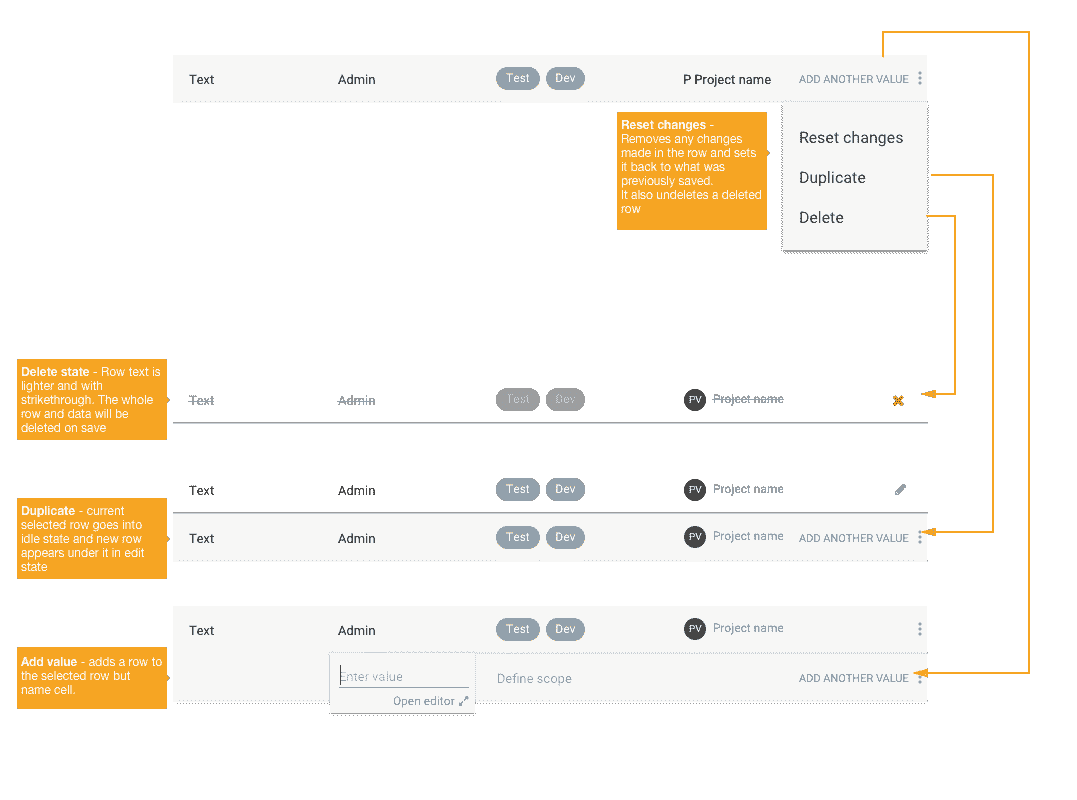 Text Admin Test Dev P Project name ADD ANOTHER VALUE
Reset changes -
Removes any changes
made in the row and sets
it back to what was
previously saved.
It also undeletes a deleted
row
Reset changes
Duplicate
Delete
Delete state - Row text is
lighter and with
strikethrough. The whole
row and data will be
deleted on save
Text Admin Test Dev PV Project name
Text Admin Test Dev PV Project name
Duplicate - current
selected row goes into
idle state and new row
appears under it in edit
state
Text Admin Test Dev PV Project name ADD ANOTHER VALUE
Text Admin Test Dev PV Project name
Add value - adds a row to
the selected row but
name cell.
Enter value Define scope ADD ANOTHER VALUE
Open editor